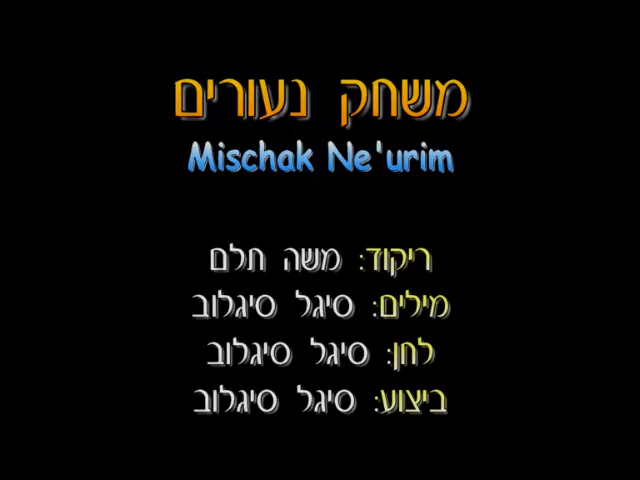 משחק נעורים
Mischak Ne'urim
ריקוד: משה תלם
מילים: סיגל סיגלוב
לחן: סיגל סיגלוב
ביצוע: סיגל סיגלוב